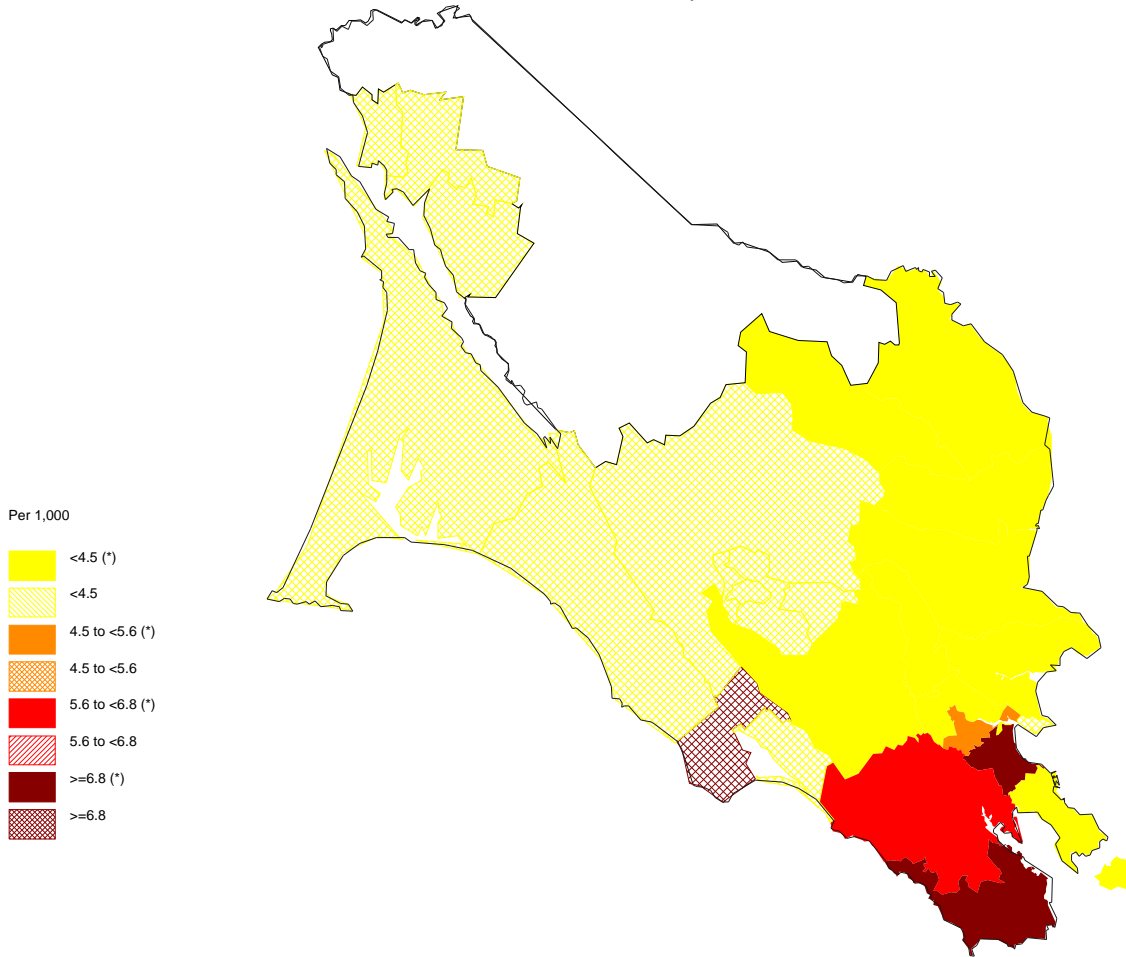 Per 1,000
<4.5 (*)
<4.5
4.5 to <5.6 (*)
4.5 to <5.6
5.6 to <6.8 (*)
5.6 to <6.8
>=6.8 (*)
>=6.8